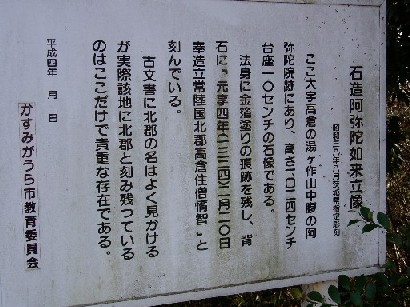 石造阿弥陀如来立像
ここ大字高倉の湯ヶ作山中腹の阿
弥陀院跡にあり、高さ一〇二四センチ
台座一〇センチの石像である。
法身に金箔塗りの痕跡を残し、背
石に「元亨四年(一三二四)二月二〇日
奉造立常陸国北郡高倉住僧情智」と
刻んでいる。
古文書に北郡の名はよく見がける
が実際該地に北郡と刻み残っている
のはここだけで貴重な存在である。
平成四年 月 日
かすみがうら市教育委員会